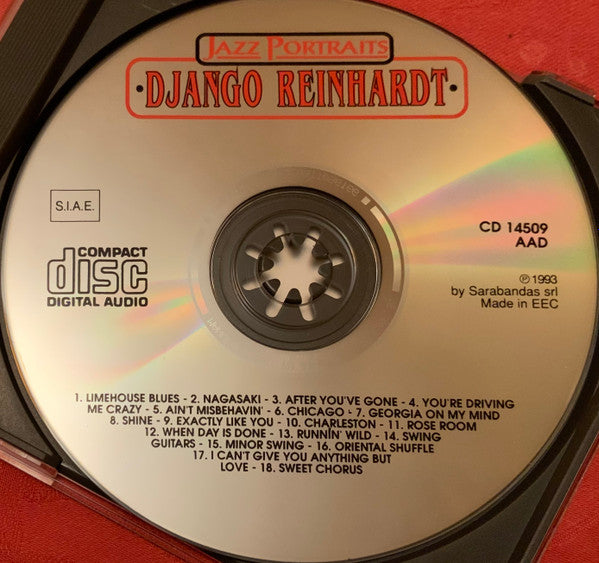 JAZZ PORTRAITS
·DJANGO REINHARDT·
S.I.A.E.
COMPACT
disc
DIGITAL AUDIO
CD 14509
AAD
℗ 1993
by Sarabandas srl
Made in EEC
1. LIMEHOUSE BLUES - 2. NAGASAKI - 3. AFTER YOU'VE GONE - 4. YOU'RE DRIVING
ME CRAZY - 5. AIN'T MISBEHAVIN' - 6. CHICAGO - 7. GEORGIA ON MY MIND
8. SHINE - 9. EXACTLY LIKE YOU - 10. CHARLESTON - 11. ROSE ROOM
12. WHEN DAY IS DONE - 13. RUNNIN' WILD - 14. SWING
GUITARS - 15. MINOR SWING - 16. ORIENTAL SHUFFLE
17. I CAN'T GIVE YOU ANYTHING BUT
LOVE - 18. SWEET CHORUS